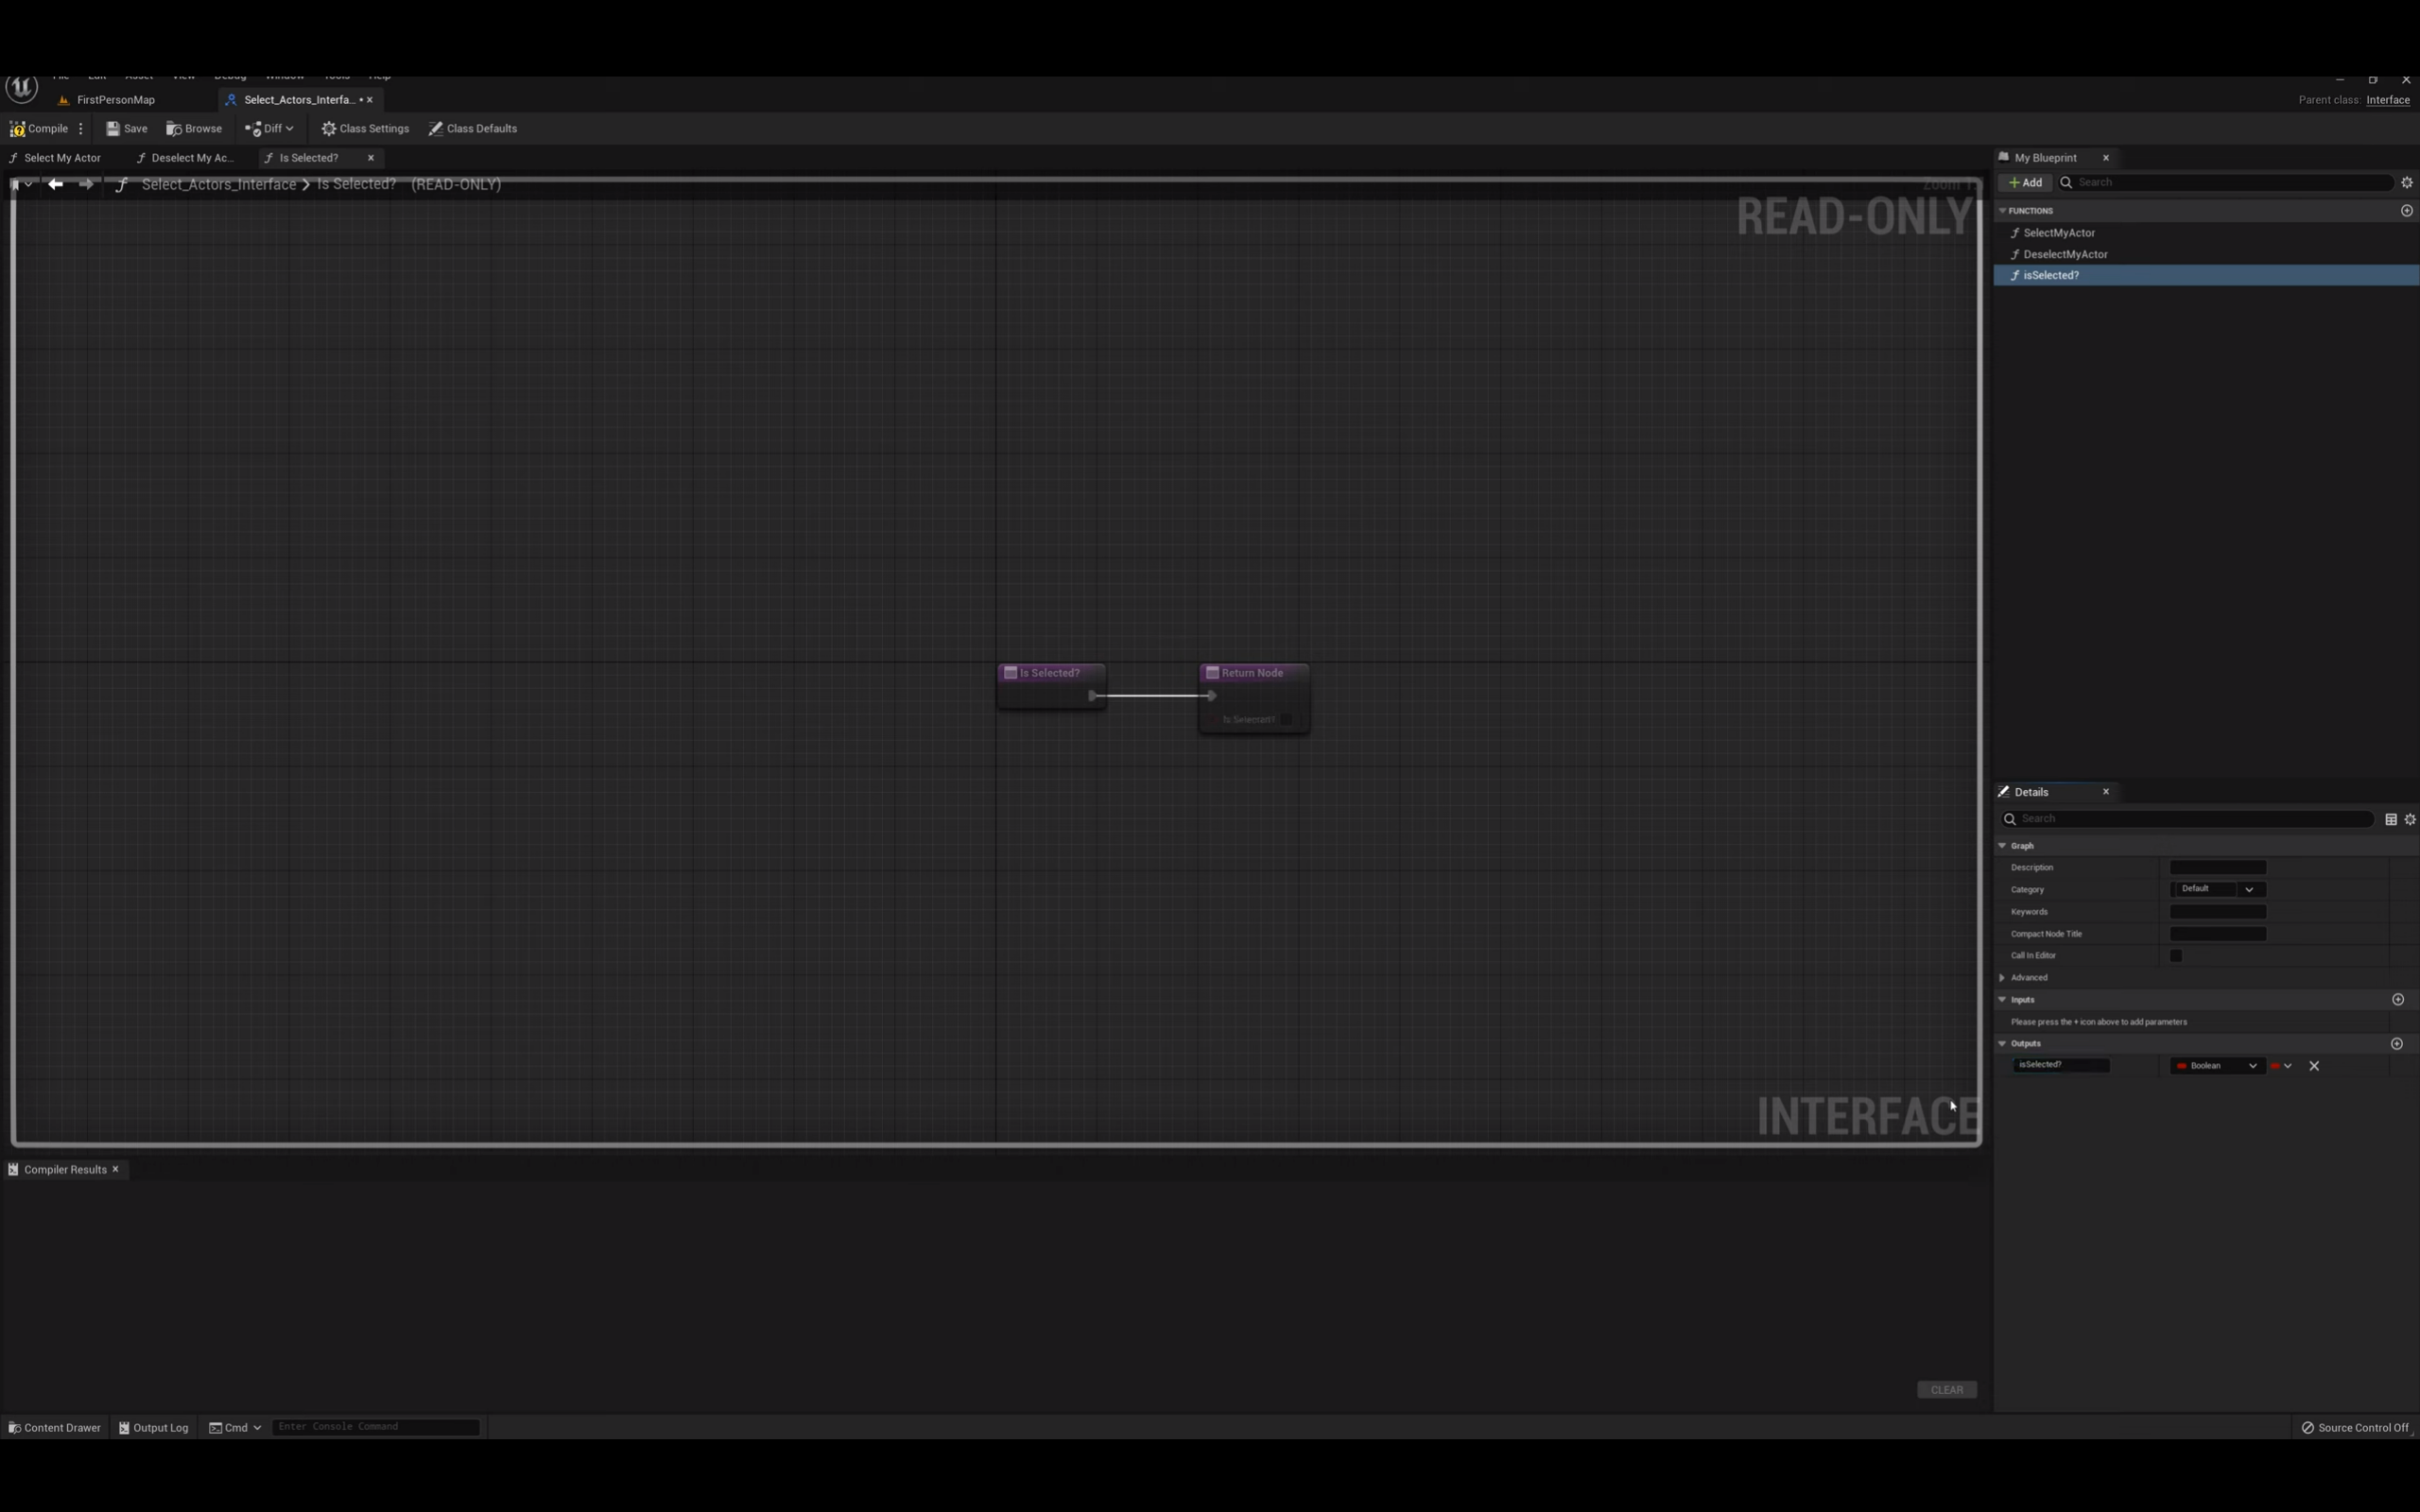 File Edit Asset View Debug Window Tools Help
FirstPersonMap
Select_Actors_Interfa... •
Parent class: Interface
Compile Save Browse Diff Class Settings Class Defaults
Select My Actor Deselect My Ac... Is Selected?
Select_Actors_Interface > Is Selected? (READ-ONLY)
Zoom 1:1
READ-ONLY
Is Selected?
Return Node
INTERFACE
My Blueprint
+ Add Search
FUNCTIONS
SelectMyActor
DeselectMyActor
isSelected?
Details
Search
Graph
Description
Category Default
Keywords
Compact Node Title
Call In Editor
Advanced
Inputs
Please press the + icon above to add parameters
Outputs
isSelected? Boolean
Compiler Results
CLEAR
Content Drawer Output Log Cmd Enter Console Command
Source Control Off